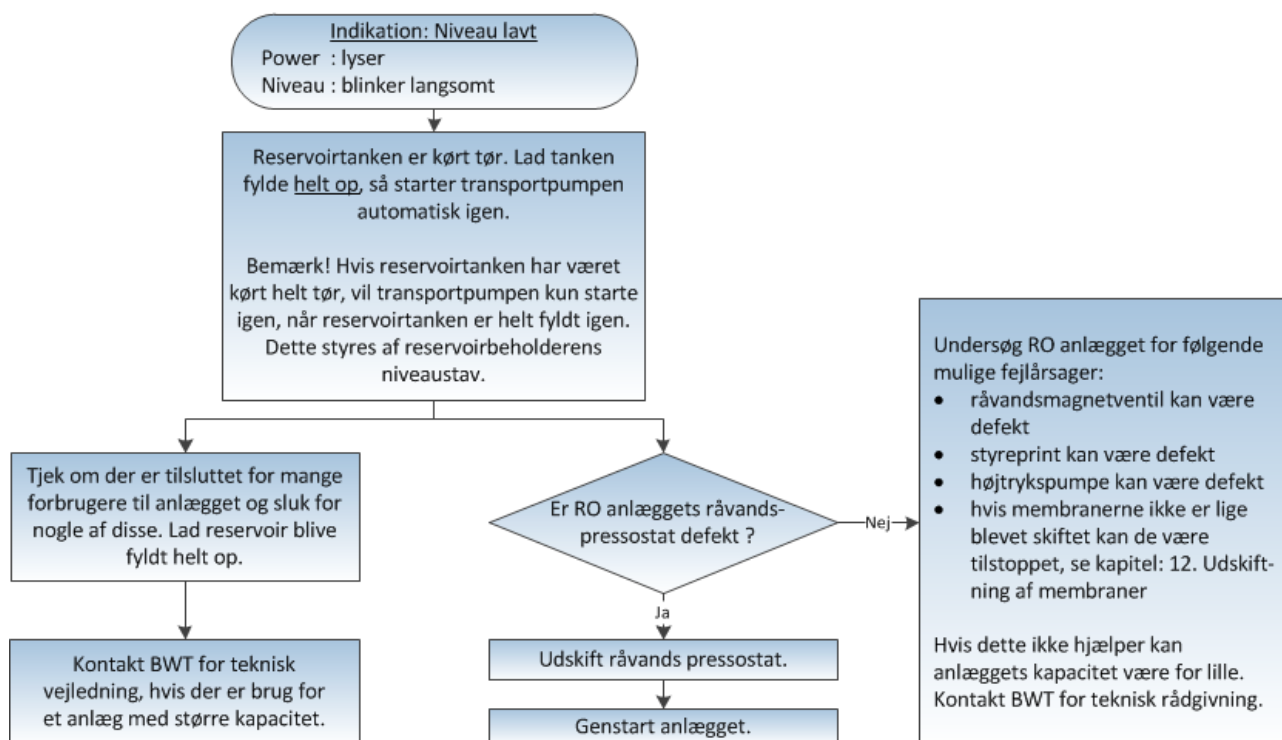 Indikation: Niveau lavt
Power : lyser
Niveau : blinker langsomt
Reservoirtanken er kørt tør. Lad tanken
fylde helt op, så starter transportpumpen
automatisk igen.
Bemærk! Hvis reservoirtanken har været
kørt helt tør, vil transportpumpen kun starte
igen, når reservoirtanken er helt fyldt igen.
Dette styres af reservoirbeholderens
niveaustav.
Tjek om der er tilsluttet for mange
forbrugere til anlægget og sluk for
nogle af disse. Lad reservoir blive
fyldt helt op.
Kontakt BWT for teknisk
vejledning, hvis der er brug for
et anlæg med større kapacitet.
Er RO anlæggets råvands-
pressostat defekt ?
Ja
Udskift råvands pressostat.
Genstart anlægget.
Nej
Undersøg RO anlægget for følgende
mulige fejlårsager:
• råvandsmagnetventil kan være
defekt
• styreprint kan være defekt
• højtrykspumpe kan være defekt
• hvis membranerne ikke er lige
blevet skiftet kan de være
tilstoppet, se kapitel: 12. Udskift-
ning af membraner
Hvis dette ikke hjælper kan
anlæggets kapacitet være for lille.
Kontakt BWT for teknisk rådgivning.